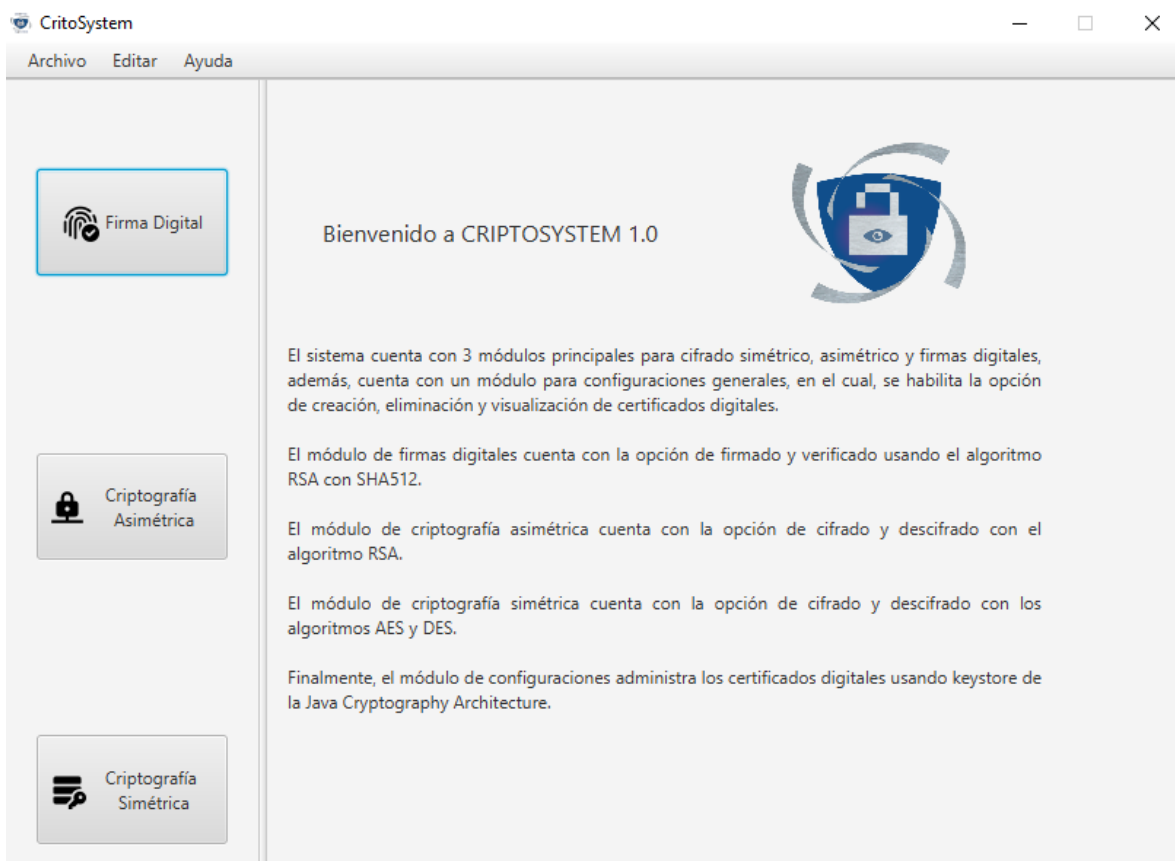 CritoSystem
Archivo Editar Ayuda
Firma Digital
Bienvenido a CRIPTOSYSTEM 1.0
El sistema cuenta con 3 módulos principales para cifrado simétrico, asimétrico y firmas digitales,
además, cuenta con un módulo para configuraciones generales, en el cual, se habilita la opción
de creación, eliminación y visualización de certificados digitales.
El módulo de firmas digitales cuenta con la opción de firmado y verificado usando el algoritmo
RSA con SHA512.
Criptografía
Asimétrica
El módulo de criptografía asimétrica cuenta con la opción de cifrado y descifrado con el
algoritmo RSA.
El módulo de criptografía simétrica cuenta con la opción de cifrado y descifrado con los
algoritmos AES y DES.
Finalmente, el módulo de configuraciones administra los certificados digitales usando keystore de
la Java Cryptography Architecture.
Criptografía
Simétrica